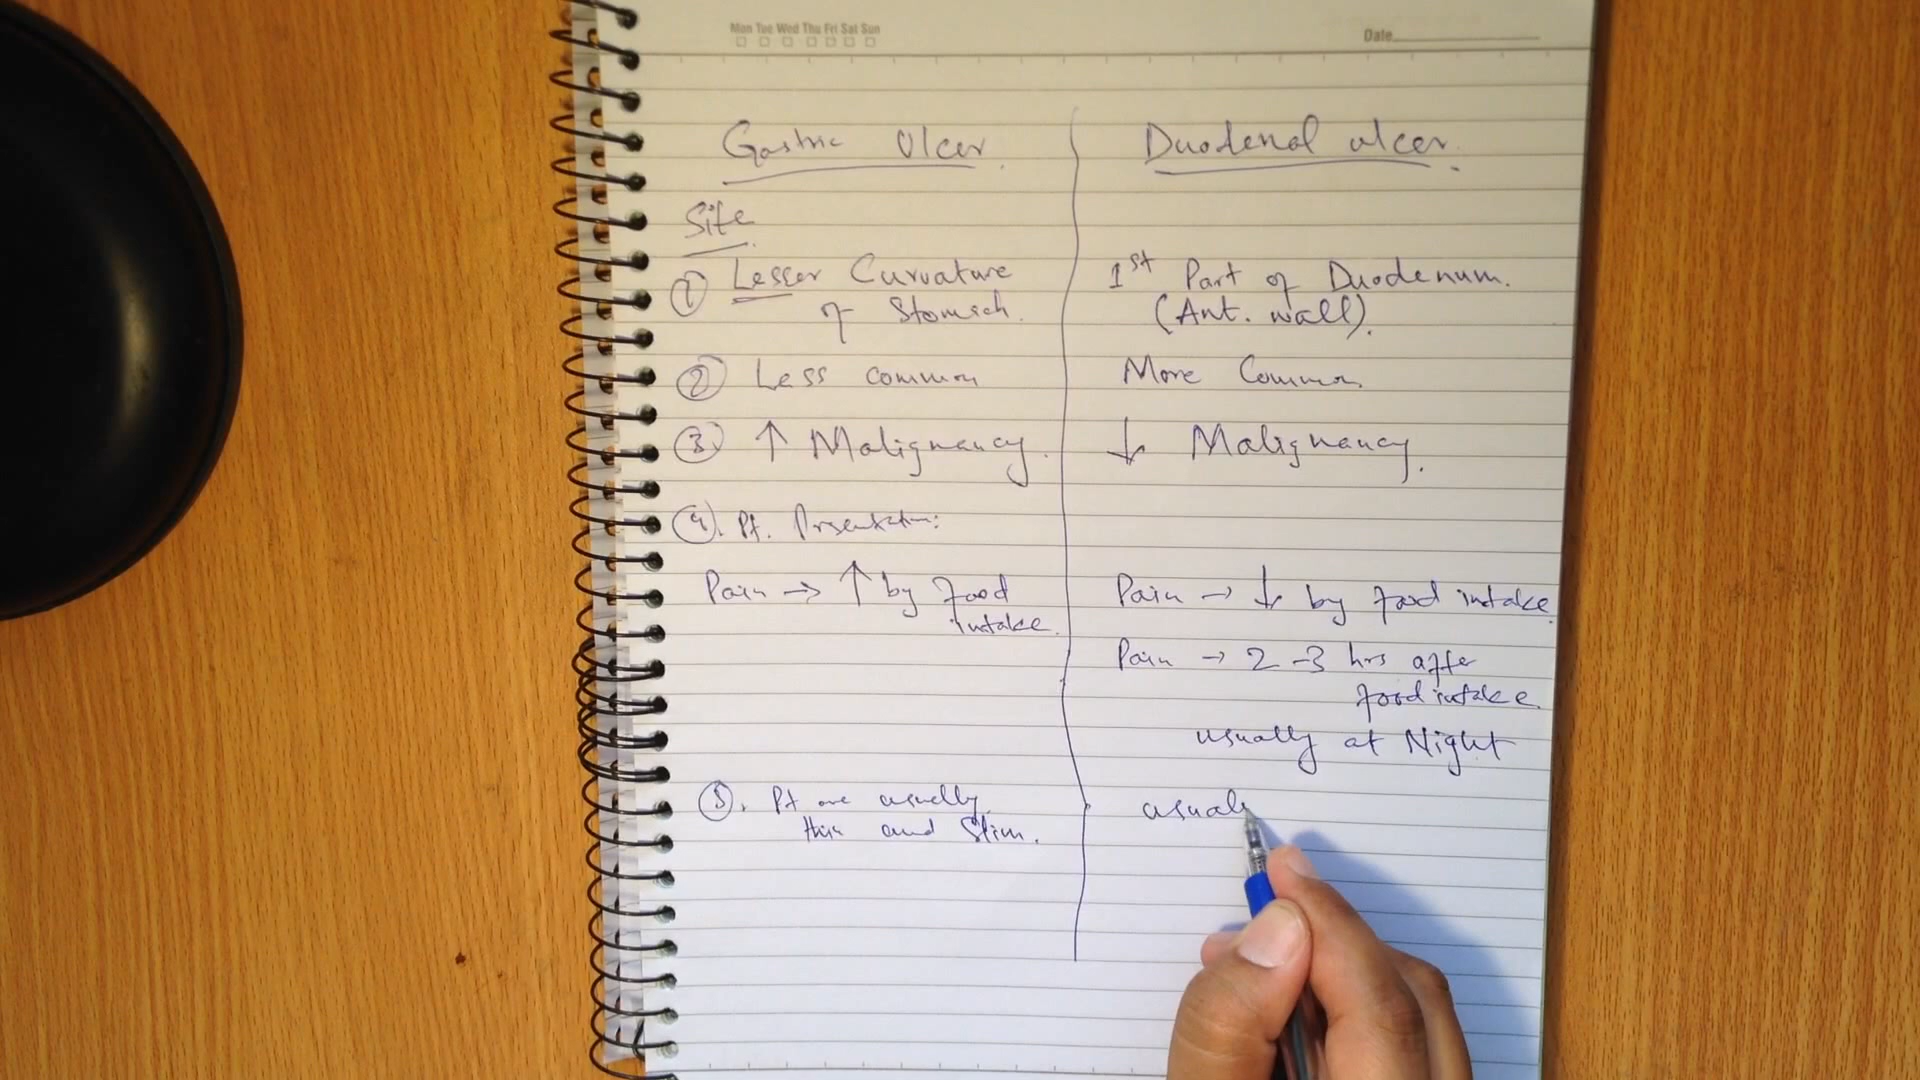 Mon Tue Wed Thu Fri Sat Sun
Date
Gastric Ulcer.
Duodenal ulcer.
Site.
① Lesser Curvature
of Stomach.
1st Part of Duodenum.
(Ant. wall).
② Less common
More Common
③ ↑ Malignancy.
↓ Malignancy.
④. Pt. Presentation:
Pain → ↑ by food
intake.
Pain → ↓ by food intake.
Pain → 2-3 hrs after
food intake.
usually at Night
⑤. Pt are usually
thin and Slim.
usual